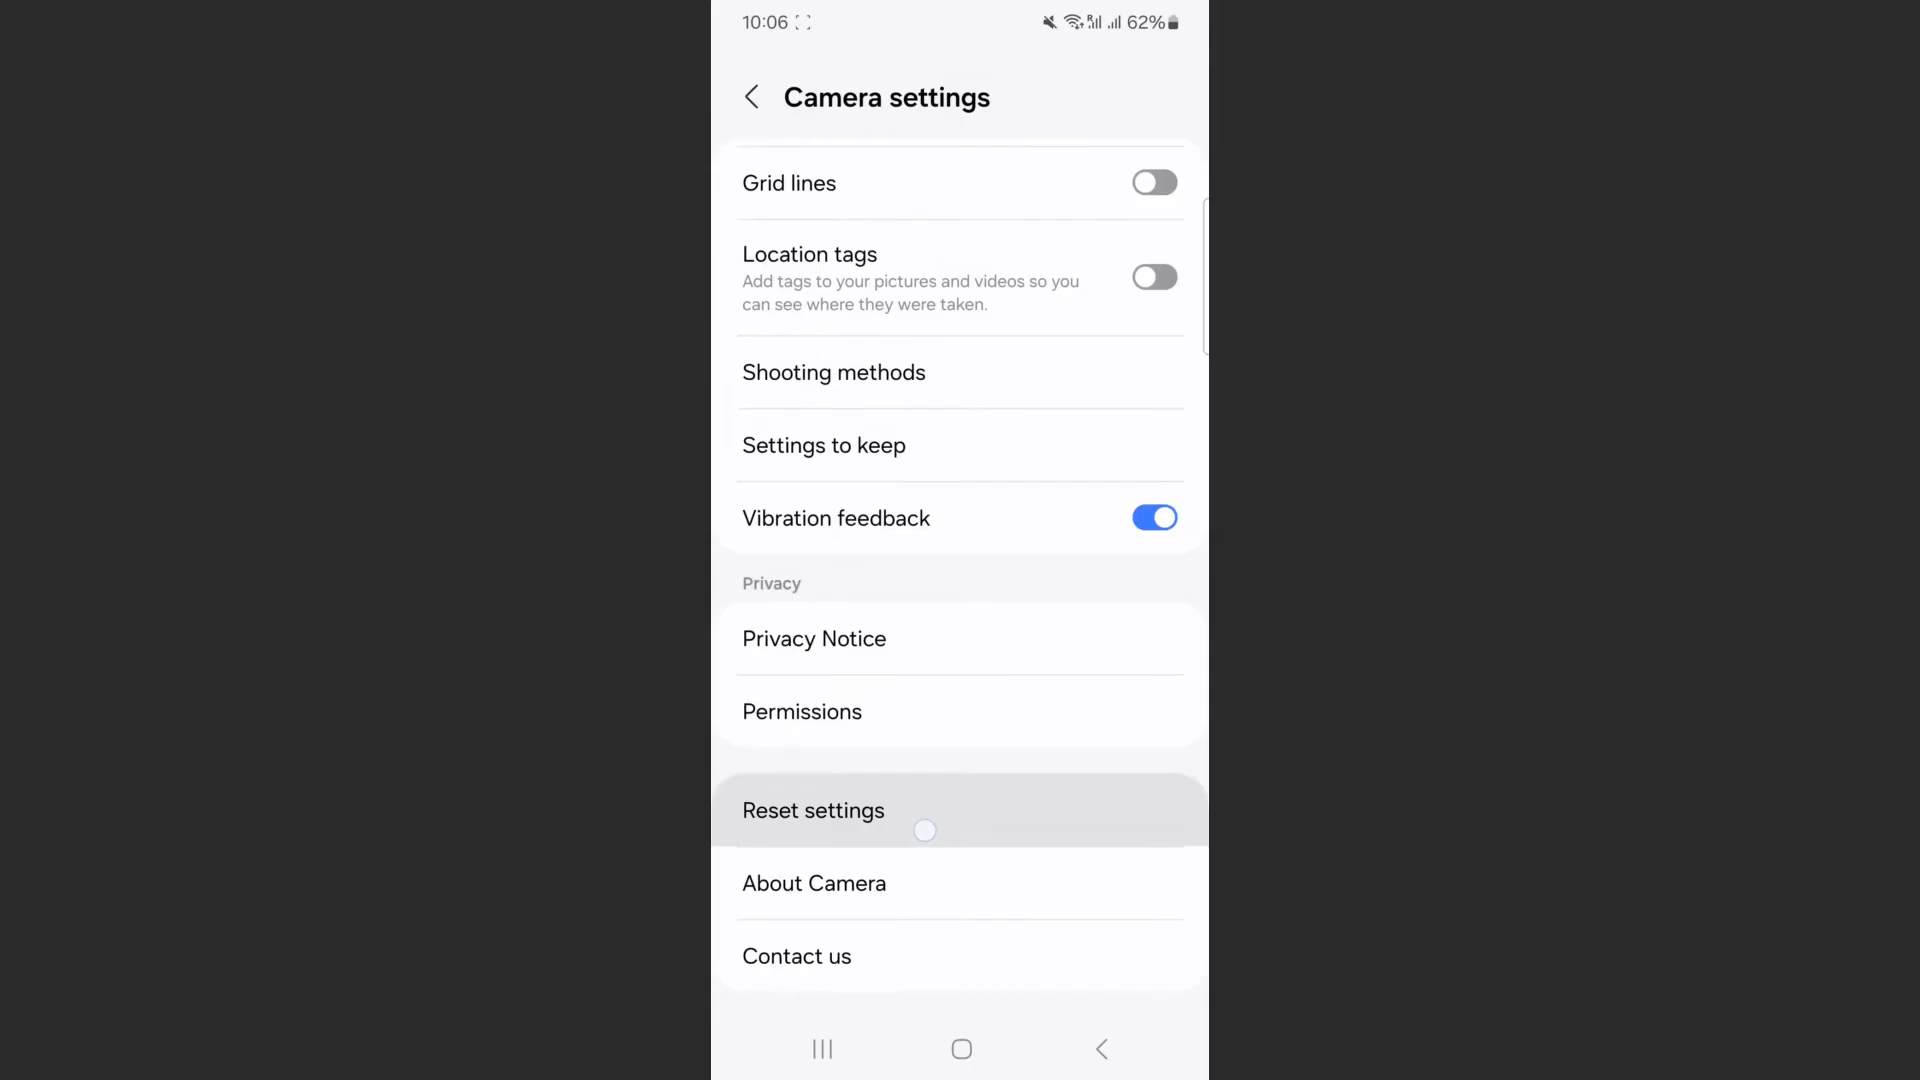 10:06
62%
Camera settings
Grid lines
Location tags
Add tags to your pictures and videos so you
can see where they were taken.
Shooting methods
Settings to keep
Vibration feedback
Privacy
Privacy Notice
Permissions
Reset settings
About Camera
Contact us